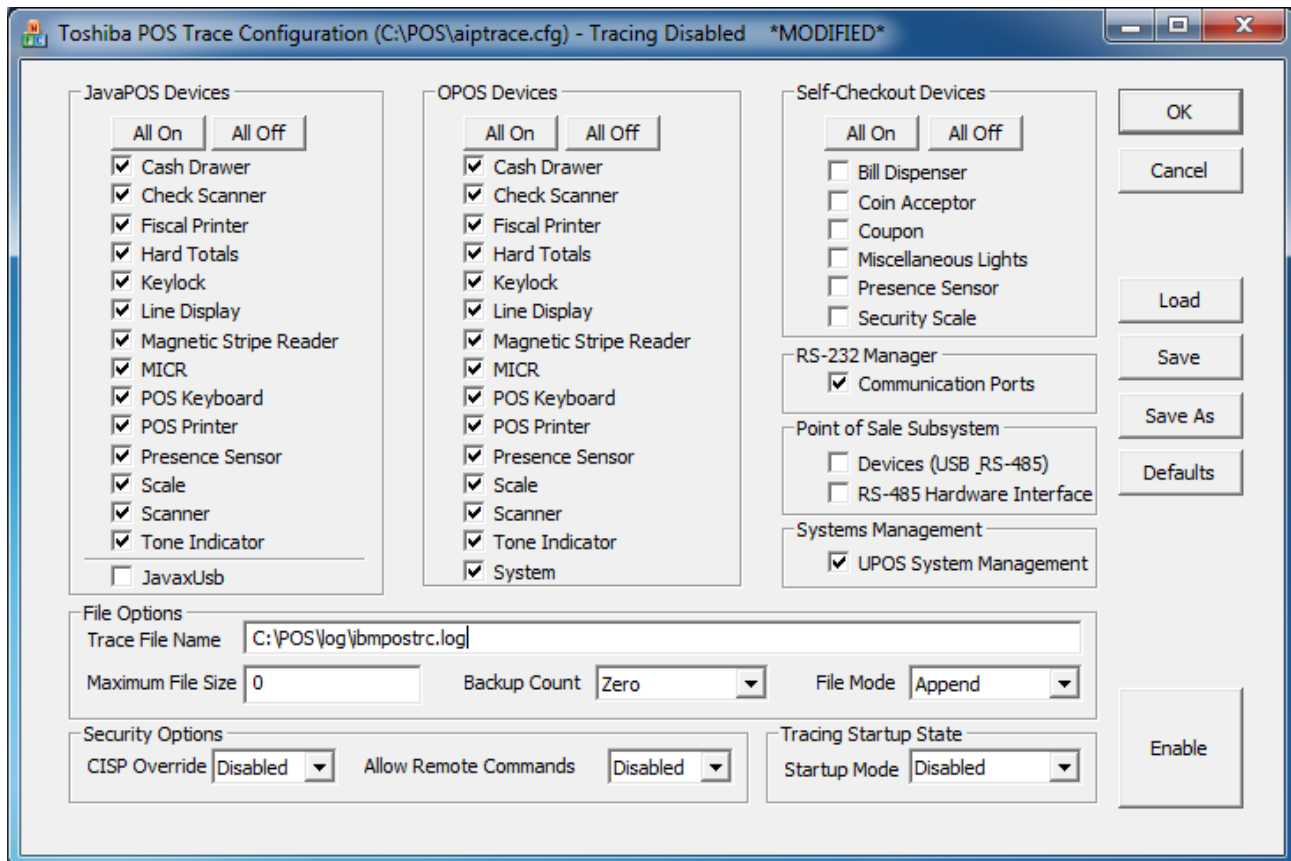 Toshiba POS Trace Configuration (C:\POS\aiptrace.cfg) - Tracing Disabled *MODIFIED*
JavaPOS Devices
All On All Off
Cash Drawer
Check Scanner
Fiscal Printer
Hard Totals
Keylock
Line Display
Magnetic Stripe Reader
MICR
POS Keyboard
POS Printer
Presence Sensor
Scale
Scanner
Tone Indicator
JavaxUsb
OPOS Devices
All On All Off
Cash Drawer
Check Scanner
Fiscal Printer
Hard Totals
Keylock
Line Display
Magnetic Stripe Reader
MICR
POS Keyboard
POS Printer
Presence Sensor
Scale
Scanner
Tone Indicator
System
Self-Checkout Devices
All On All Off
Bill Dispenser
Coin Acceptor
Coupon
Miscellaneous Lights
Presence Sensor
Security Scale
RS-232 Manager
Communication Ports
Point of Sale Subsystem
Devices (USB _RS-485)
RS-485 Hardware Interface
Systems Management
UPOS System Management
OK
Cancel
Load
Save
Save As
Defaults
File Options
Trace File Name C:\POS\log\ibmpostrc.log
Maximum File Size 0 Backup Count Zero File Mode Append
Security Options
CISP Override Disabled Allow Remote Commands Disabled
Tracing Startup State
Startup Mode Disabled
Enable